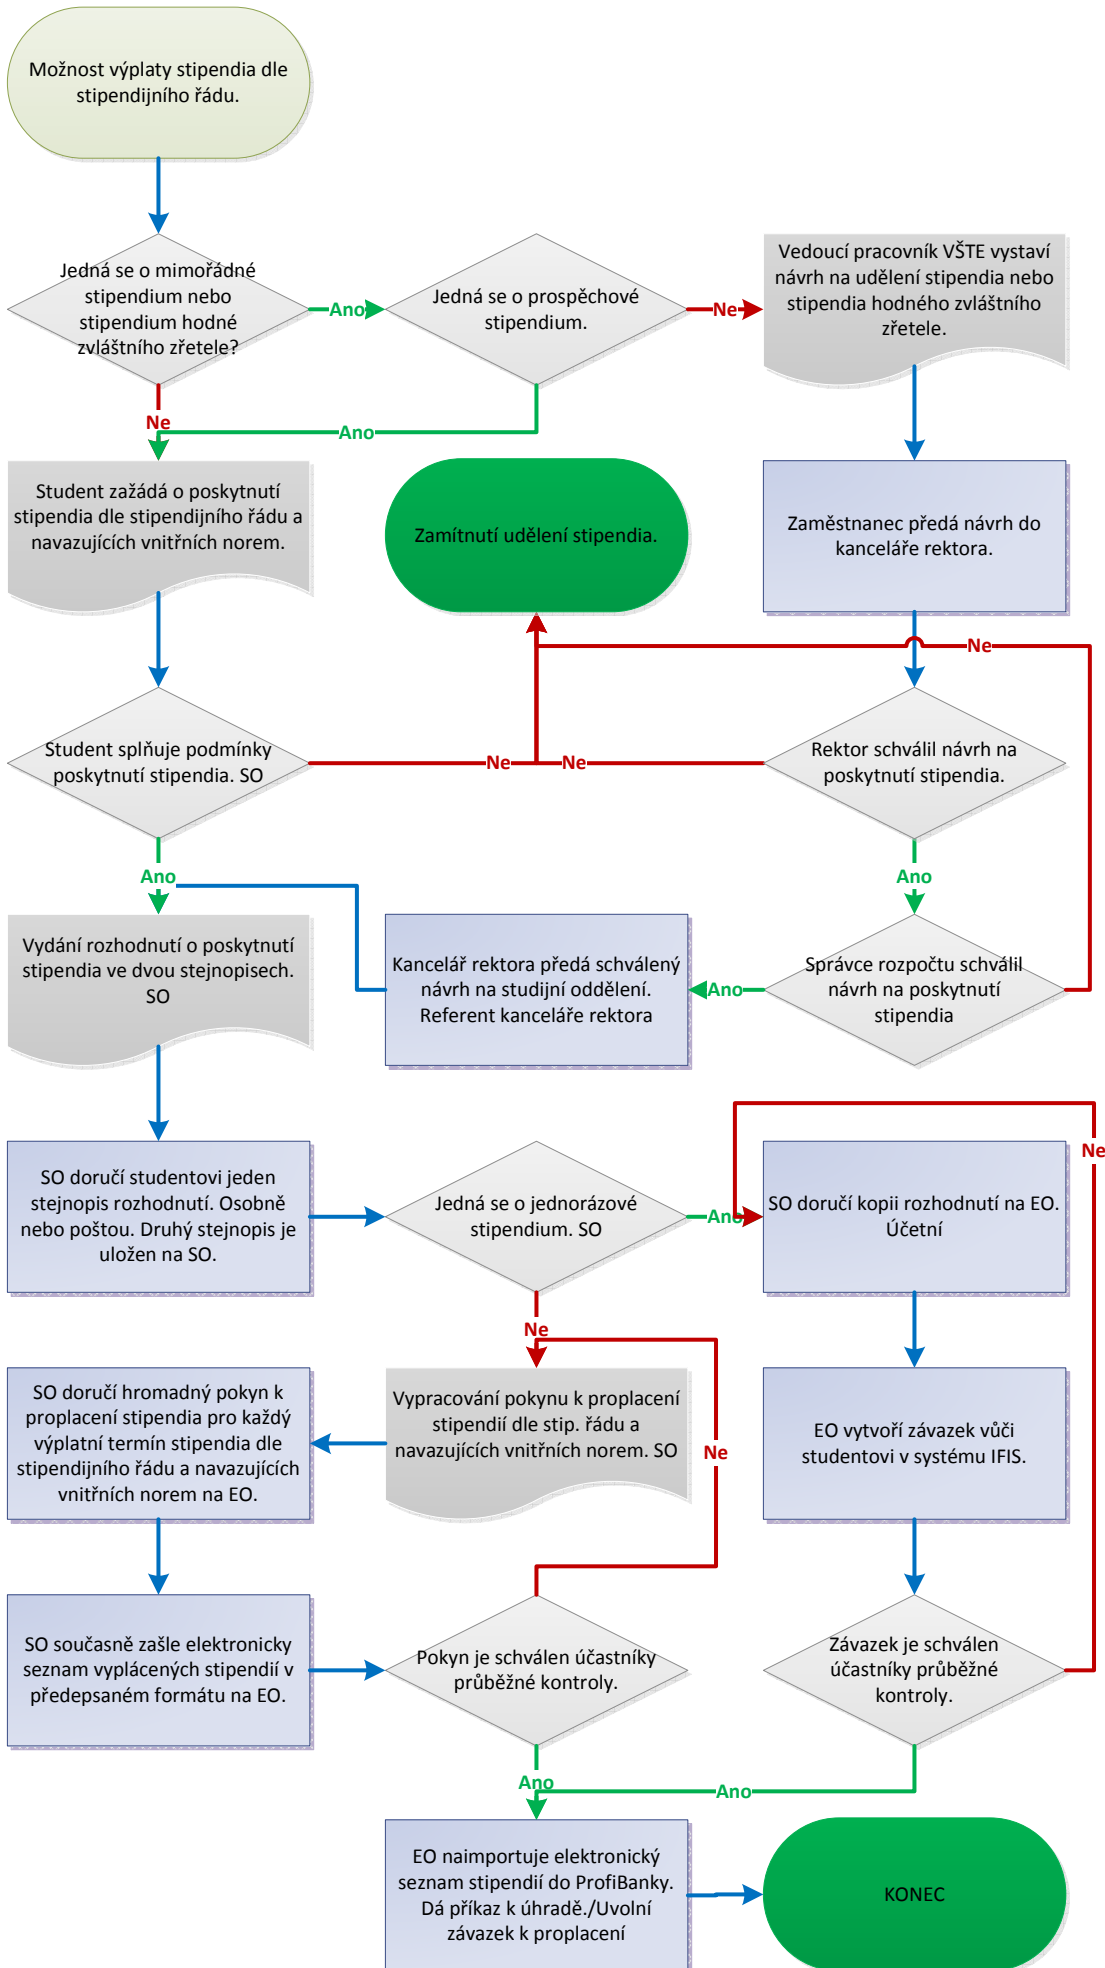 Možnost výplaty stipendia dle
stipendijního řádu.
Jedná se o mimořádné
stipendium nebo
stipendium hodné
zvláštního zřetele?
Ano
Jedná se o prospěchové
stipendium.
Ne
Vedoucí pracovník VŠTE vystaví
návrh na udělení stipendia nebo
stipendia hodného zvláštního
zřetele.
Ne
Ano
Student zažádá o poskytnutí
stipendia dle stipendijního řádu a
navazujících vnitřních norem.
Zamítnutí udělení stipendia.
Zaměstnanec předá návrh do
kanceláře rektora.
Ne
Student splňuje podmínky
poskytnutí stipendia. SO
Ne
Ne
Rektor schválil návrh na
poskytnutí stipendia.
Ano
Ano
Vydání rozhodnutí o poskytnutí
stipendia ve dvou stejnopisech.
SO
Kancelář rektora předá schválený
návrh na studijní oddělení.
Referent kanceláře rektora
Ano
Správce rozpočtu schválil
návrh na poskytnutí
stipendia
Ne
SO doručí studentovi jeden
stejnopis rozhodnutí. Osobně
nebo poštou. Druhý stejnopis je
uložen na SO.
Jedná se o jednorázové
stipendium. SO
Ano
SO doručí kopii rozhodnutí na EO.
Účetní
Ne
SO doručí hromadný pokyn k
proplacení stipendia pro každý
výplatní termín stipendia dle
stipendijního řádu a navazujících
vnitřních norem na EO.
Vypracování pokynu k proplacení
stipendií dle stip. řádu a
navazujících vnitřních norem. SO
Ne
EO vytvoří závazek vůči
studentovi v systému IFIS.
SO současně zašle elektronicky
seznam vyplácených stipendií v
předepsaném formátu na EO.
Pokyn je schválen účastníky
průběžné kontroly.
Závazek je schválen
účastníky průběžné
kontroly.
Ano
Ano
EO naimportuje elektronický
seznam stipendií do ProfiBanky.
Dá příkaz k úhradě./Uvolní
závazek k proplacení
KONEC